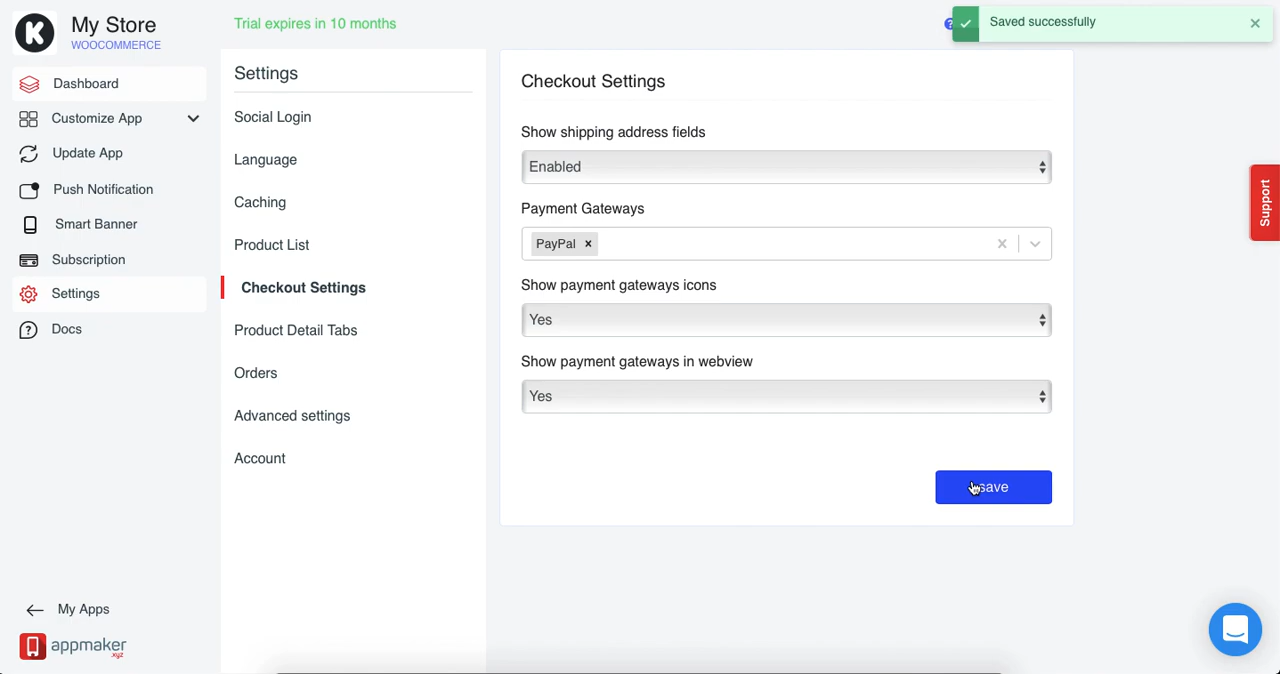 K
My Store
WOOCOMMERCE
Dashboard
Customize App
Update App
Push Notification
Smart Banner
Subscription
Settings
Docs
My Apps
appmaker
xyz
Trial expires in 10 months
Settings
Social Login
Language
Caching
Product List
Checkout Settings
Product Detail Tabs
Orders
Advanced settings
Account
Saved successfully
Checkout Settings
Show shipping address fields
Enabled
Payment Gateways
PayPal
Show payment gateways icons
Yes
Show payment gateways in webview
Yes
save
Support